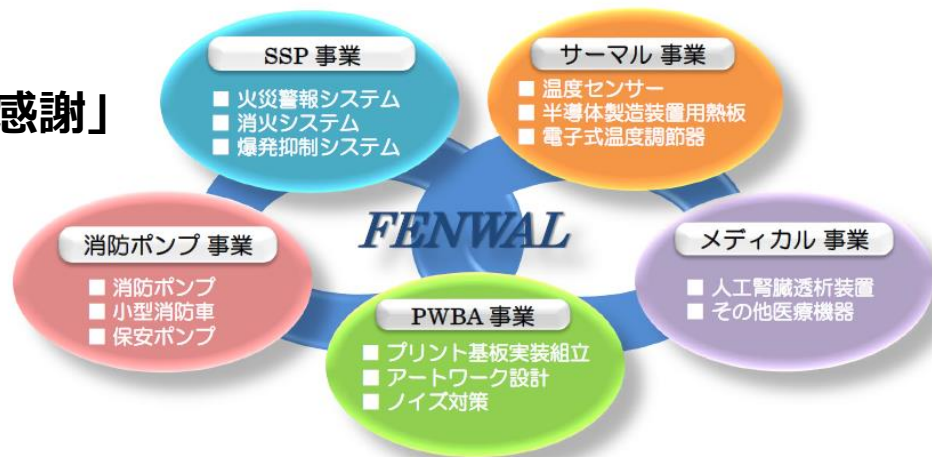 感謝」
SSP 事業
■ 火災警報システム
■ 消火システム
■ 爆発抑制システム
サーマル 事業
■ 温度センサー
■ 半導体製造装置用熱板
■ 電子式温度調節器
FENWAL
消防ポンプ 事業
■ 消防ポンプ
■ 小型消防車
■ 保安ポンプ
メディカル 事業
■ 人工腎臓透析装置
■ その他医療機器
PWBA 事業
■ プリント基板実装組立
■ アートワーク設計
■ ノイズ対策